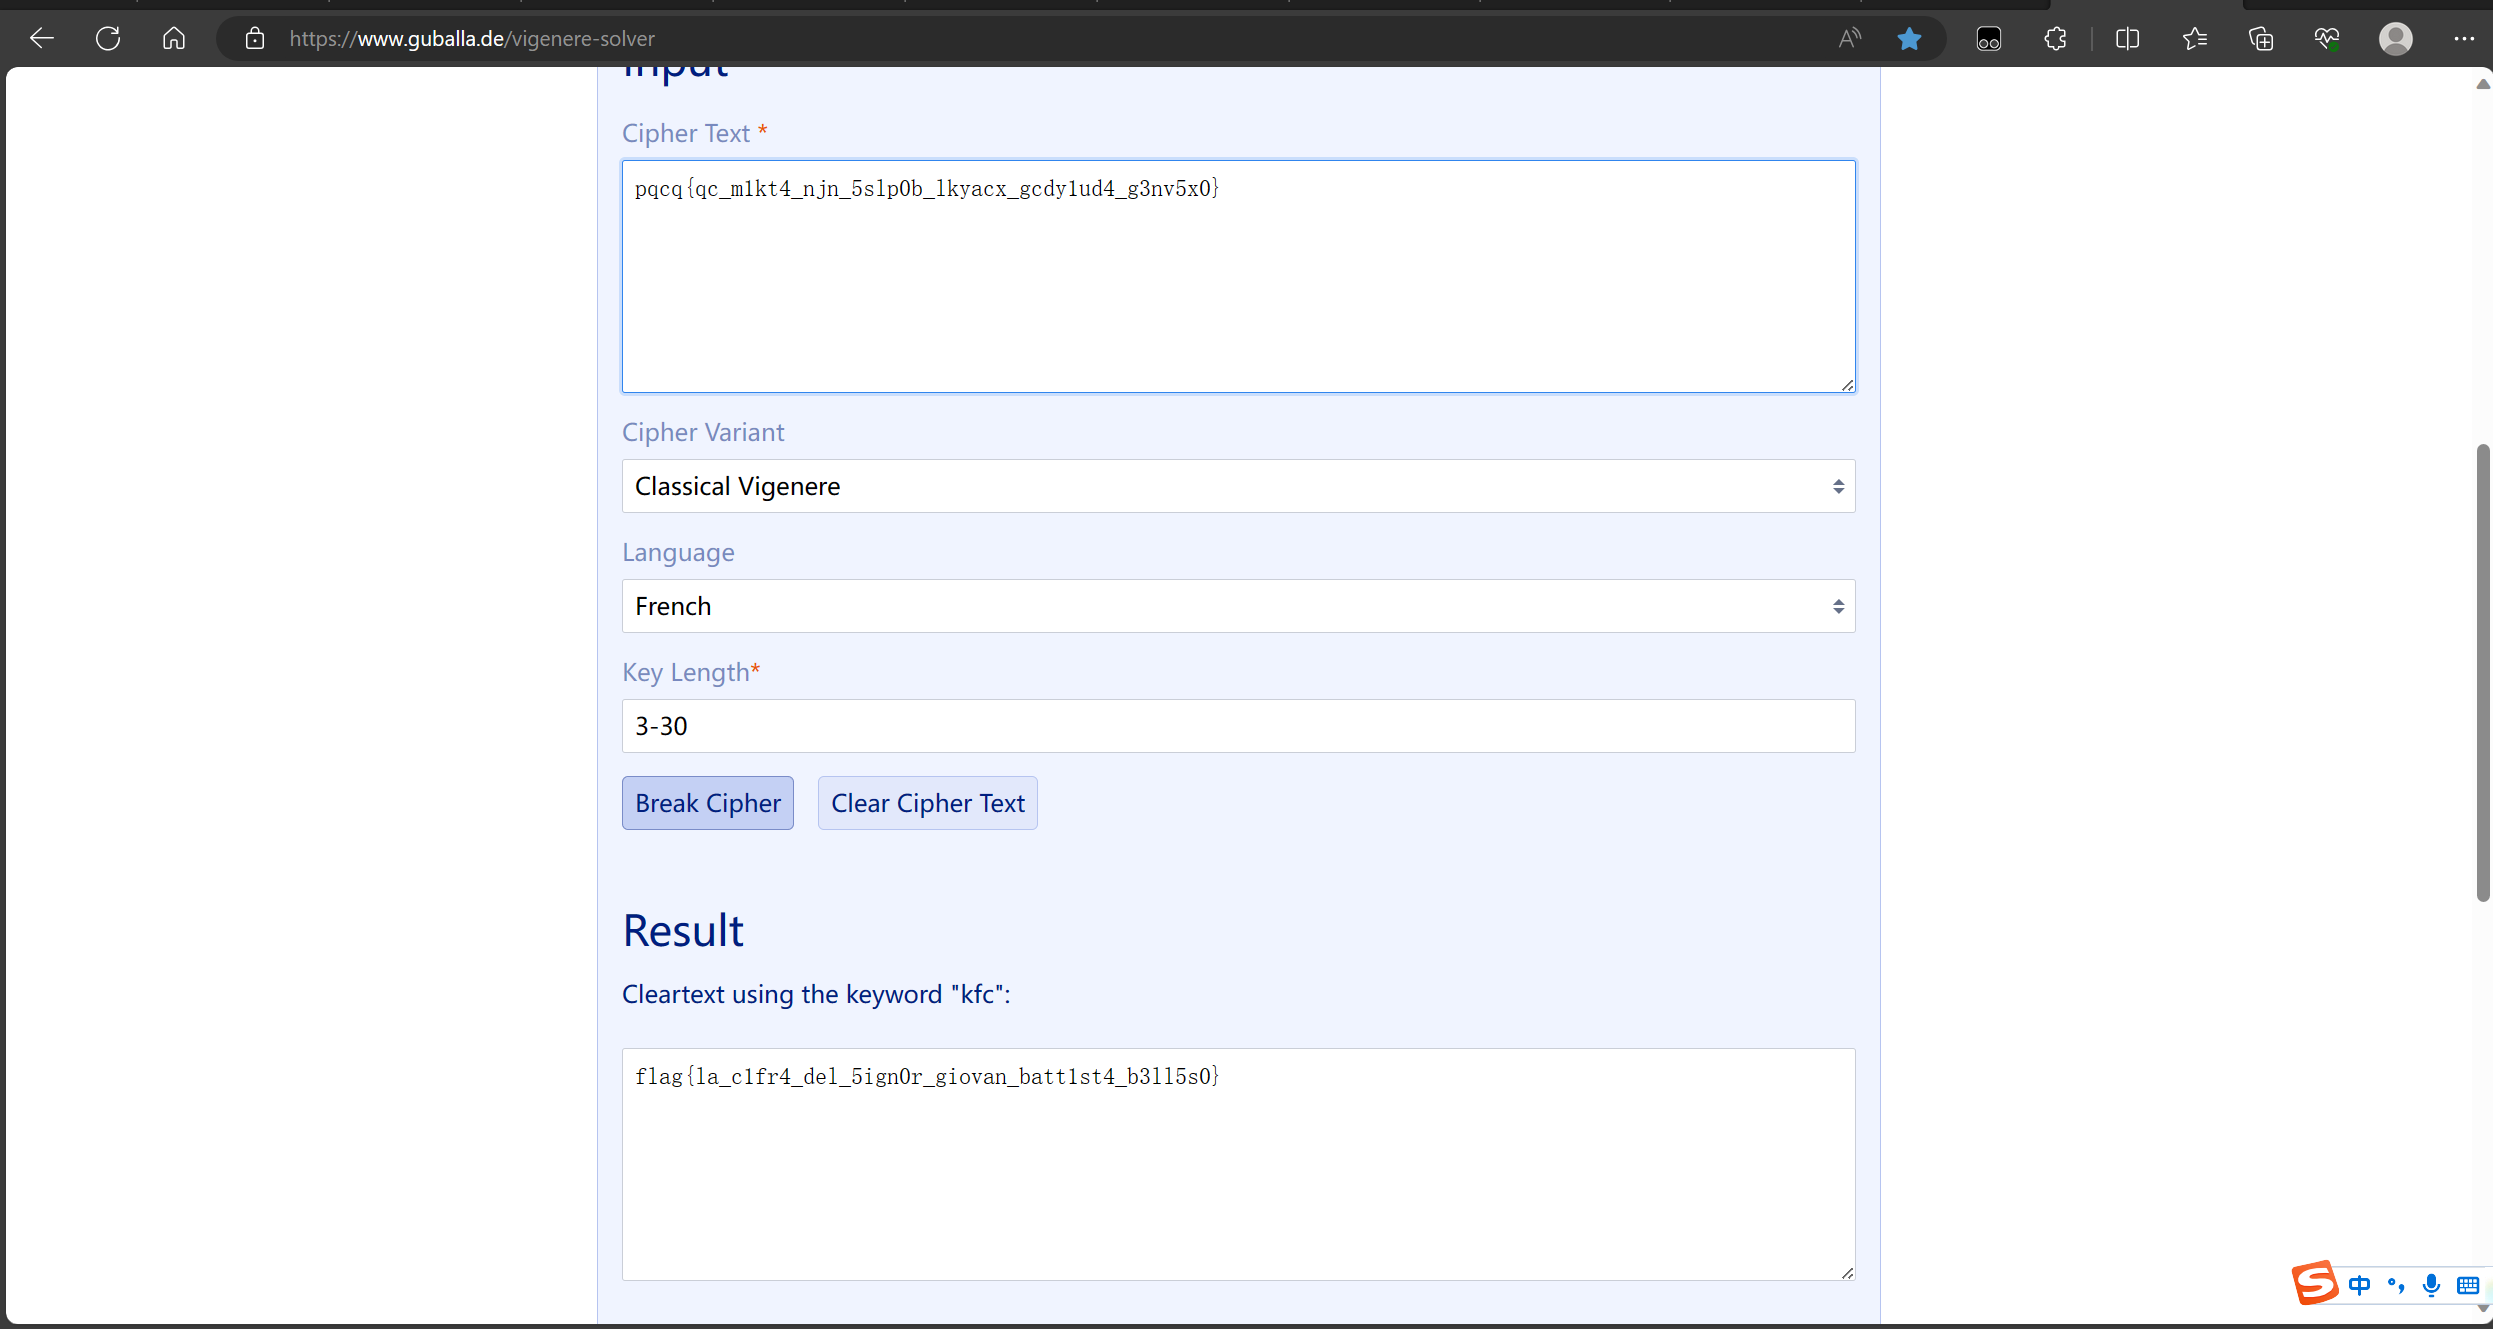 https://www.guballa.de/vigenere-solver
Input
Cipher Text *
pqcq{qc_m1kt4_njn_5slp0b_lkyacx_gcdy1ud4_g3nv5x0}
Cipher Variant
Classical Vigenere
Language
French
Key Length*
3-30
Break Cipher
Clear Cipher Text
Result
Cleartext using the keyword "kfc":
flag{la_c1fr4_del_5ign0r_giovan_batt1st4_b3ll5s0}
中